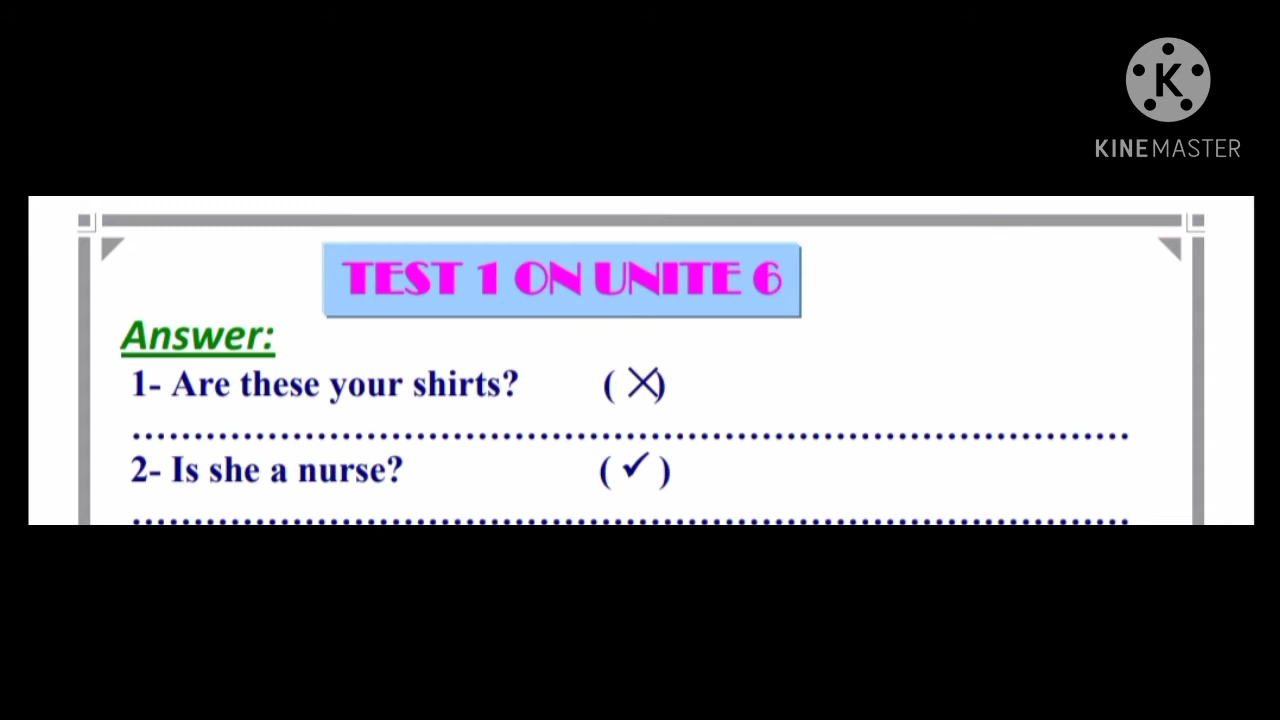 K
KINEMASTER
TEST 1 ON UNITE 6
Answer:
1- Are these your shirts? ( ✗)
................................................................................
2- Is she a nurse? ( ✓ )
................................................................................